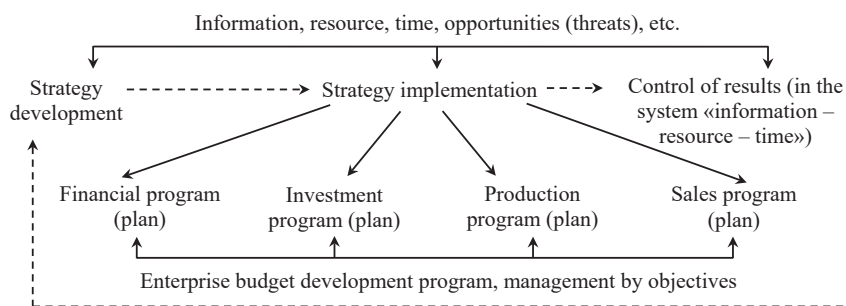 Information, resource, time, opportunities (threats), etc.
Strategy
development
Strategy implementation
Control of results (in the
system «information –
resource – time»)
Financial program
(plan)
Investment
program (plan)
Production
program (plan)
Sales program
(plan)
Enterprise budget development program, management by objectives